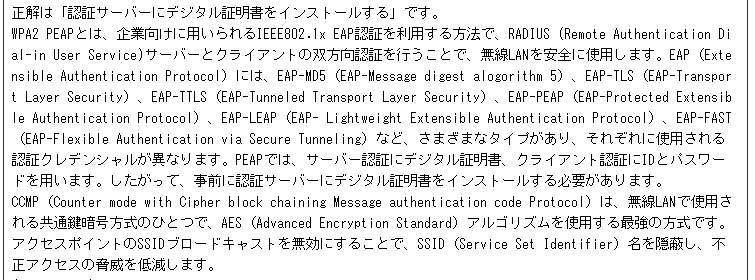 正解は「認証サーバーにデジタル証明書をインストールする」です。
WPA2 PEAPとは、企業向けに用いられるIEEE802.1x EAP認証を利用する方法で、RADIUS (Remote Authentication Di
al-in User Service)サーバーとクライアントの双方向認証を行うことで、無線LANを安全に使用します。EAP (Exte
nsible Authentication Protocol) には、EAP-MD5 (EAP-Message digest alogorithm 5) 、EAP-TLS (EAP-Transpor
t Layer Security) 、EAP-TTLS (EAP-Tunneled Transport Layer Security) 、EAP-PEAP (EAP-Protected Extensib
le Authentication Protocol) 、EAP-LEAP (EAP- Lightweight Extensible Authentication Protocol) 、EAP-FAST
(EAP-Flexible Authentication via Secure Tunneling) など、さまざまなタイプがあり、それぞれに使用される
認証クレデンシャルが異なります。PEAPでは、サーバー認証にデジタル証明書、クライアント認証にIDとパスワー
ドを用います。したがって、事前に認証サーバーにデジタル証明書をインストールする必要があります。
CCMP (Counter mode with Cipher block chaining Message authentication code Protocol) は、無線LANで使用さ
れる共通鍵暗号方式のひとつで、AES (Advanced Encryption Standard) アルゴリズムを使用する最強の方式です。
アクセスポイントのSSIDブロードキャストを無効にすることで、SSID (Service Set Identifier) 名を隠蔽し、不
正アクセスの脅威を低減します。